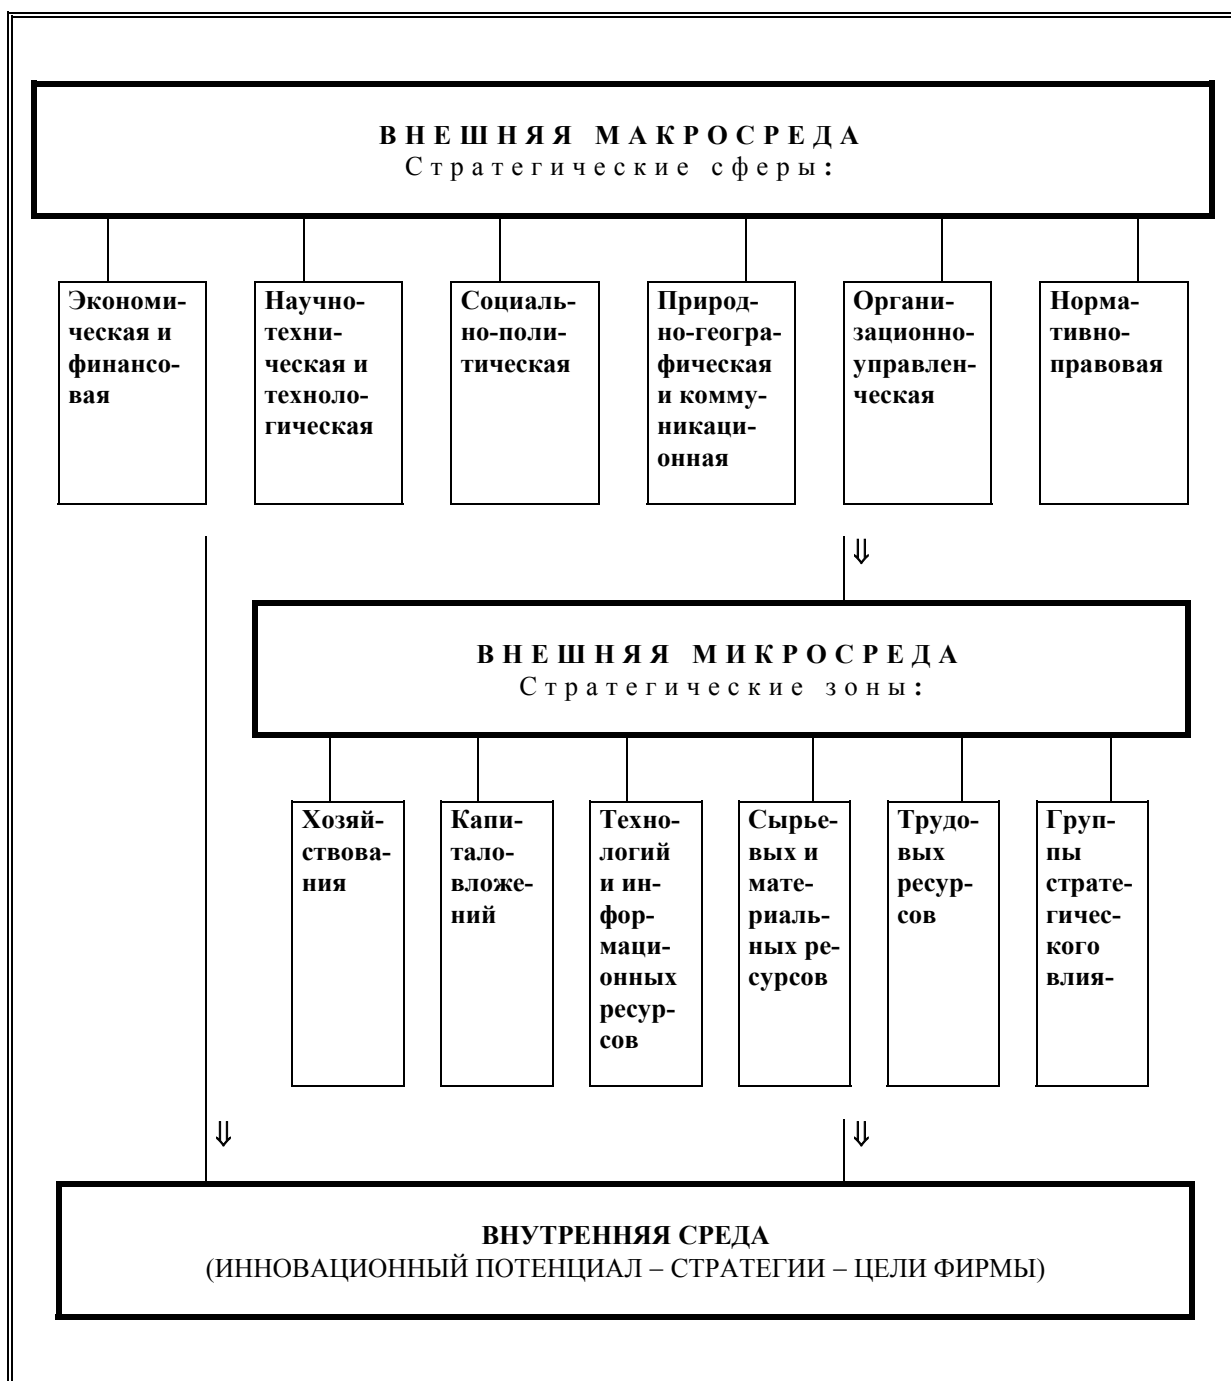 ВНЕШНЯЯ МАКРОСРЕДА
Стратегические сферы:
Экономи-
ческая и
финансо-
вая
Научно-
техни-
ческая и
техноло-
гическая
Социаль-
но-поли-
тическая
Природ-
но-геогра-
фическая
и комму-
никаци-
онная
Органи-
зационно-
управлен-
ческая
Норма-
тивно-
правовая
⇓
ВНЕШНЯЯ МИКРОСРЕДА
Стратегические зоны:
Хозяй-
ствова-
ния
Капи-
тало-
вложе-
ний
Техно-
логий
и ин-
фор-
маци-
онных
ресур-
сов
Сырье-
вых и
мате-
риаль-
ных ре-
сурсов
Трудо-
вых
ресур-
сов
Груп-
пы
страте-
гичес-
кого
влия-
⇓ ⇓
ВНУТРЕННЯЯ СРЕДА
(ИННОВАЦИОННЫЙ ПОТЕНЦИАЛ – СТРАТЕГИИ – ЦЕЛИ ФИРМЫ)